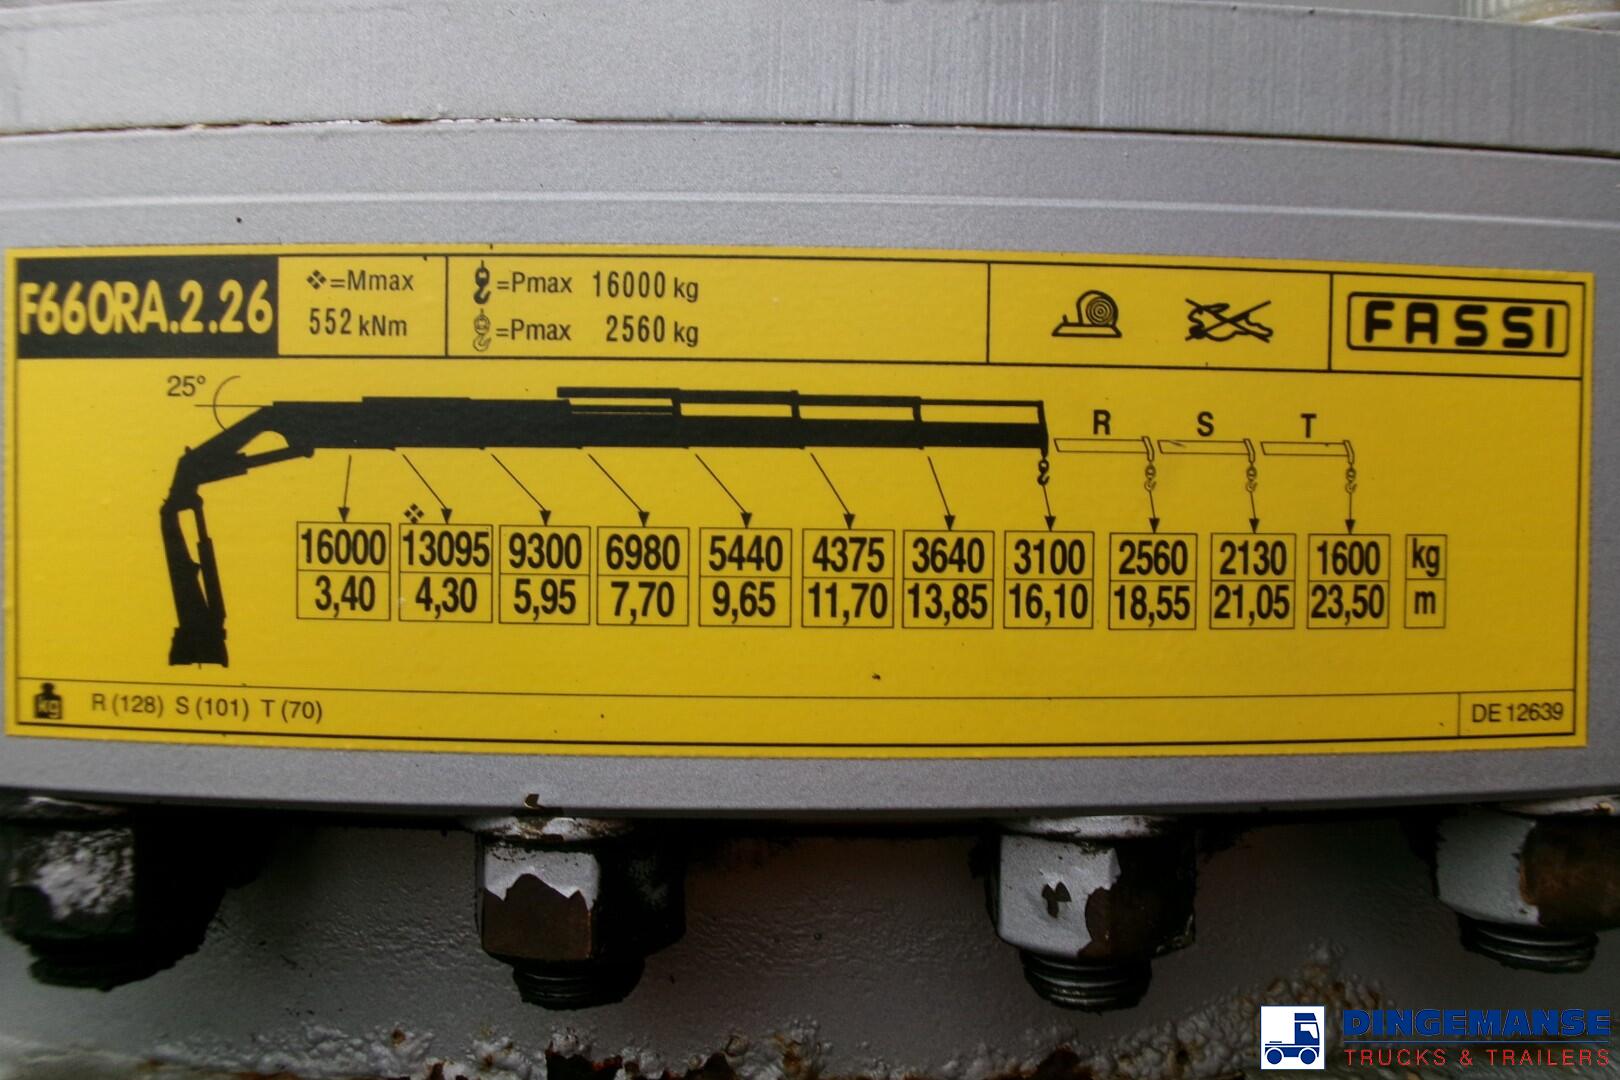 F660RA.2.26
❖=Mmax
552 kNm
=Pmax 16000 kg
=Pmax 2560 kg
FASSI
25°
R S T
❖
16000 13095 9300 6980 5440 4375 3640 3100 2560 2130 1600 kg
3,40 4,30 5,95 7,70 9,65 11,70 13,85 16,10 18,55 21,05 23,50 m
kg R (128) S (101) T (70)
DE 12639
DINGEMANSE
TRUCKS & TRAILERS